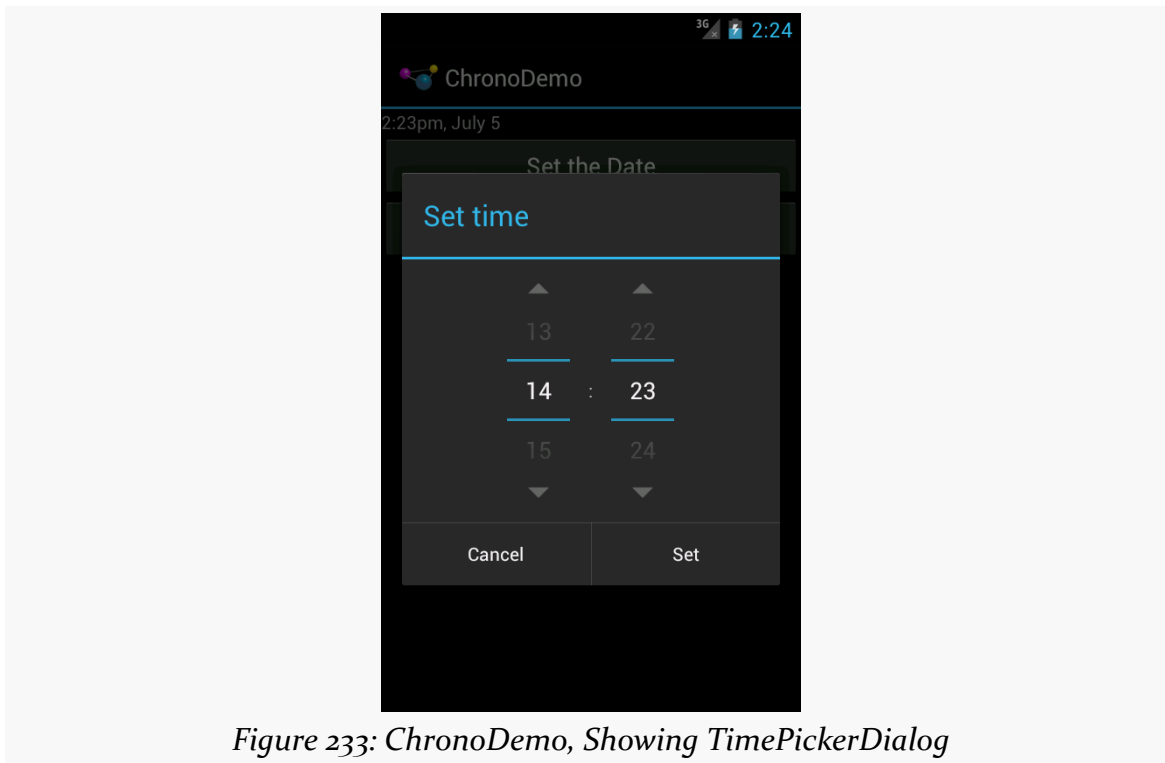 3G 2:24
ChronoDemo
2:23pm, July 5
Set the Date
Set time
13 22
14 : 23
15 24
Cancel Set
Figure 233: ChronoDemo, Showing TimePickerDialog